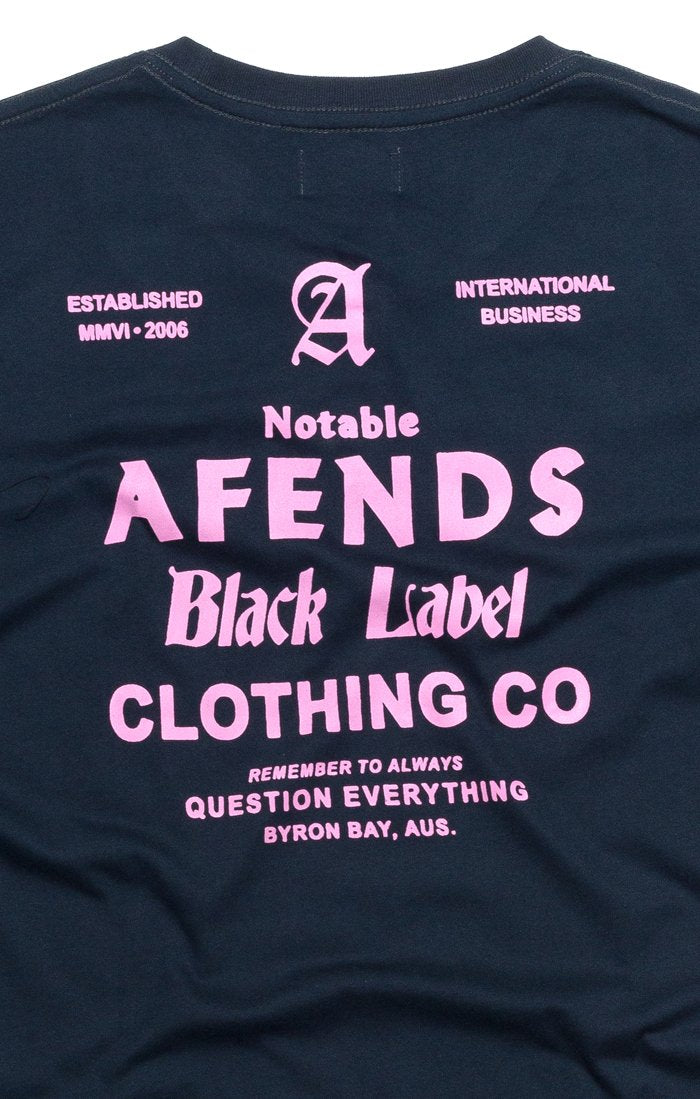 ESTABLISHED
MMVI • 2006
A
INTERNATIONAL
BUSINESS
Notable
AFENDS
Black Label
CLOTHING CO
REMEMBER TO ALWAYS
QUESTION EVERYTHING
BYRON BAY, AUS.